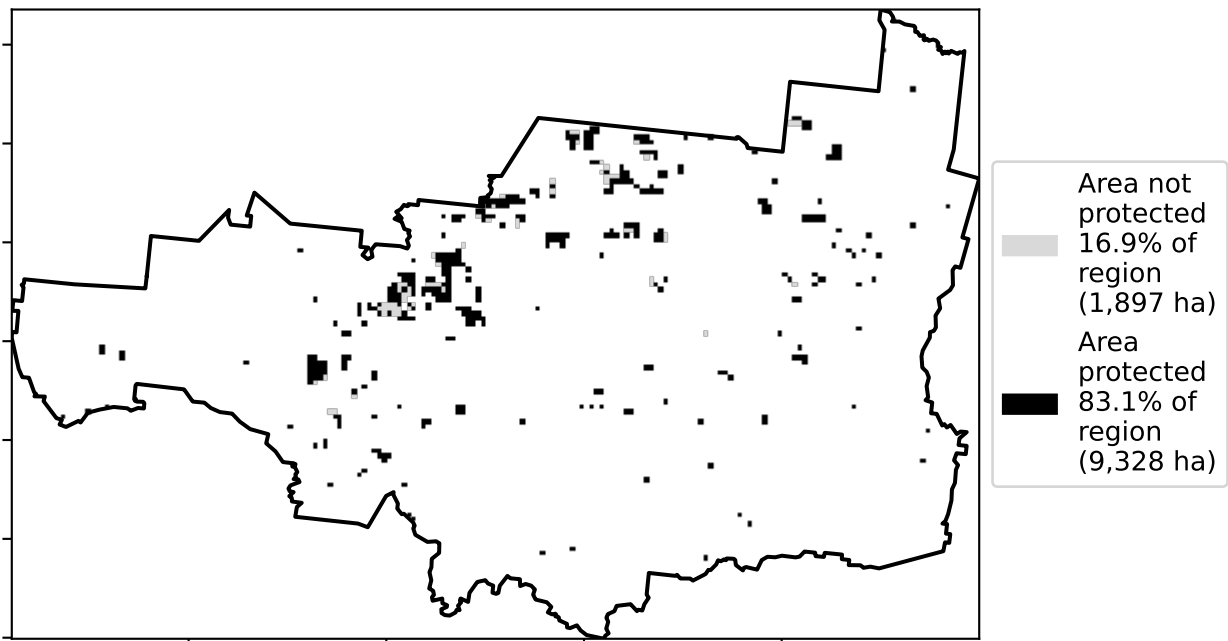 Area not
protected
16.9% of
region
(1,897 ha)
Area
protected
83.1% of
region
(9,328 ha)